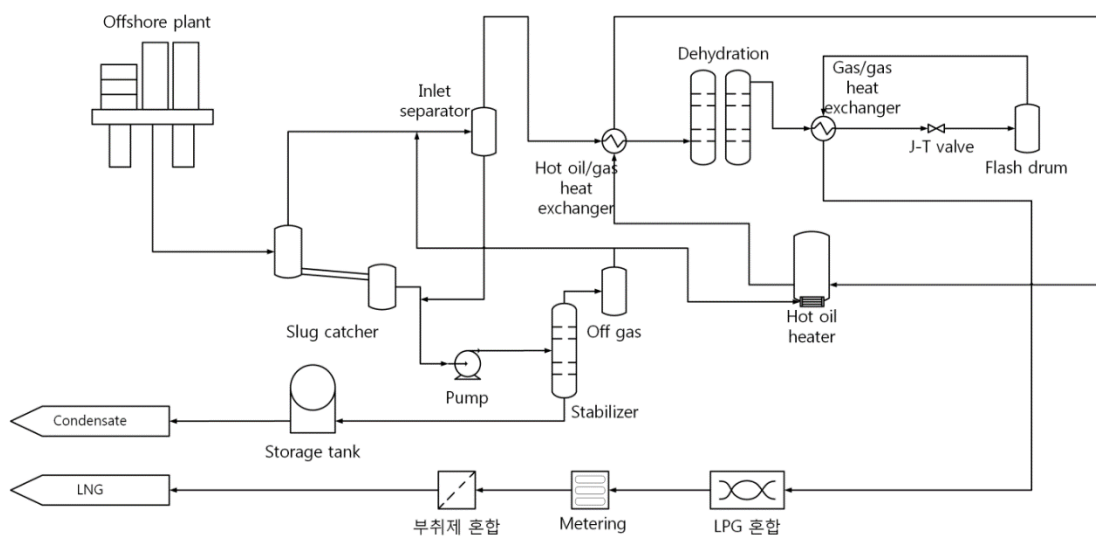 Offshore plant
Inlet
separator
Dehydration
Gas/gas
heat
exchanger
J-T valve
Flash drum
Hot oil/gas
heat
exchanger
Slug catcher
Off gas
Hot oil
heater
Pump
Stabilizer
Condensate
Storage tank
LNG
부취제 혼합
Metering
LPG 혼합